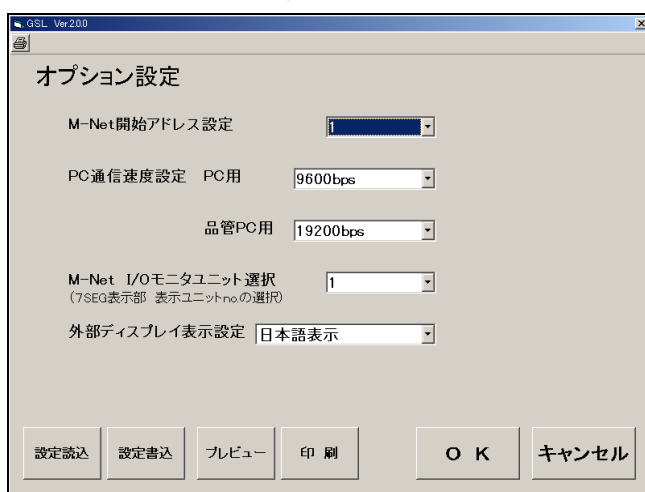 GSL Ver.2.0.0
オプション設定
M-Net開始アドレス設定 1
PC通信速度設定 PC用 9600bps
品管PC用 19200bps
M-Net I/Oモニタユニット選択 1
(7SEG表示部 表示ユニットno.の選択)
外部ディスプレイ表示設定 日本語表示
設定読込 設定書込 プレビュー 印 刷 O K キャンセル